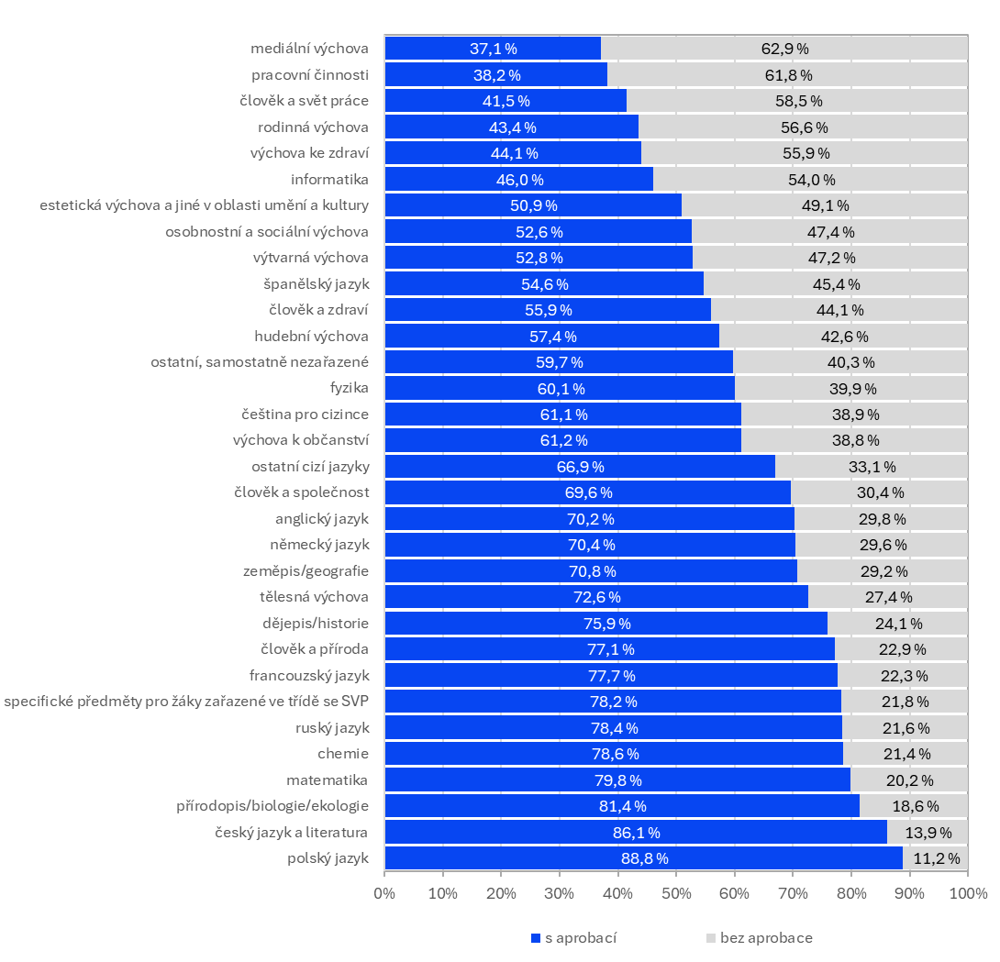 mediální výchova 37,1 % 62,9 %
pracovní činnosti 38,2 % 61,8 %
člověk a svět práce 41,5 % 58,5 %
rodinná výchova 43,4 % 56,6 %
výchova ke zdraví 44,1 % 55,9 %
informatika 46,0 % 54,0 %
estetická výchova a jiné v oblasti umění a kultury 50,9 % 49,1 %
osobnostní a sociální výchova 52,6 % 47,4 %
výtvarná výchova 52,8 % 47,2 %
španělský jazyk 54,6 % 45,4 %
člověk a zdraví 55,9 % 44,1 %
hudební výchova 57,4 % 42,6 %
ostatní, samostatně nezařazené 59,7 % 40,3 %
fyzika 60,1 % 39,9 %
čeština pro cizince 61,1 % 38,9 %
výchova k občanství 61,2 % 38,8 %
ostatní cizí jazyky 66,9 % 33,1 %
člověk a společnost 69,6 % 30,4 %
anglický jazyk 70,2 % 29,8 %
německý jazyk 70,4 % 29,6 %
zeměpis/geografie 70,8 % 29,2 %
tělesná výchova 72,6 % 27,4 %
dějepis/historie 75,9 % 24,1 %
člověk a příroda 77,1 % 22,9 %
francouzský jazyk 77,7 % 22,3 %
specifické předměty pro žáky zařazené ve třídě se SVP 78,2 % 21,8 %
ruský jazyk 78,4 % 21,6 %
chemie 78,6 % 21,4 %
matematika 79,8 % 20,2 %
přírodopis/biologie/ekologie 81,4 % 18,6 %
český jazyk a literatura 86,1 % 13,9 %
polský jazyk 88,8 % 11,2 %
0% 10% 20% 30% 40% 50% 60% 70% 80% 90% 100%
s aprobací bez aprobace